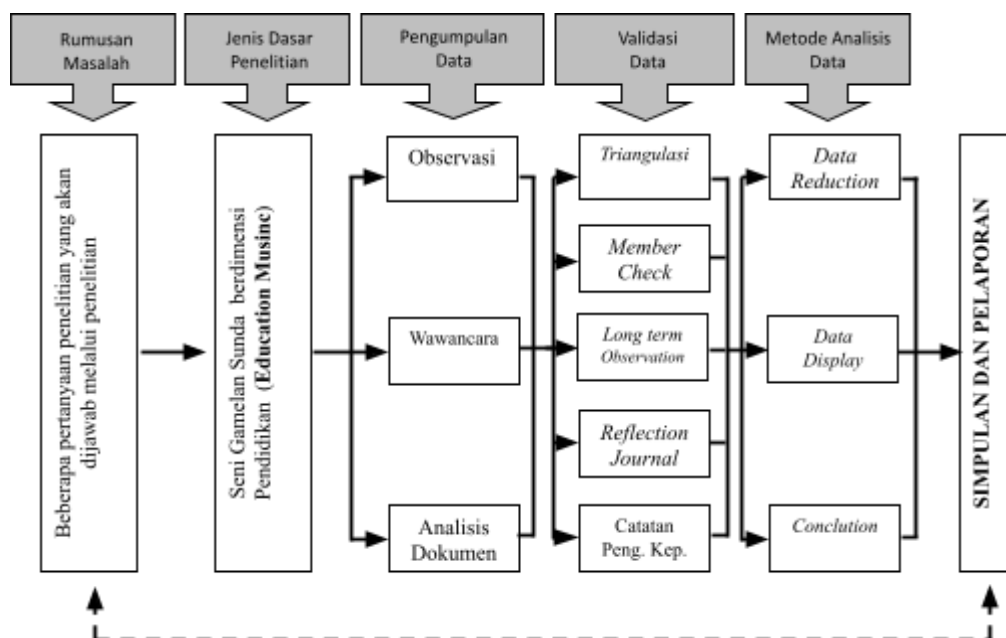 Rumusan
Masalah
Jenis Dasar
Penelitian
Pengumpulan
Data
Validasi
Data
Metode Analisis
Data
Beberapa pertanyaan penelitian yang akan
dijawab melalui penelitian
Seni Gamelan Sunda berdimensi
Pendidikan (Education Musinc)
Observasi
Wawancara
Analisis
Dokumen
Triangulasi
Member
Check
Long term
Observation
Reflection
Journal
Catatan
Peng. Kep.
Data
Reduction
Data
Display
Conclution
SIMPULAN DAN PELAPORAN